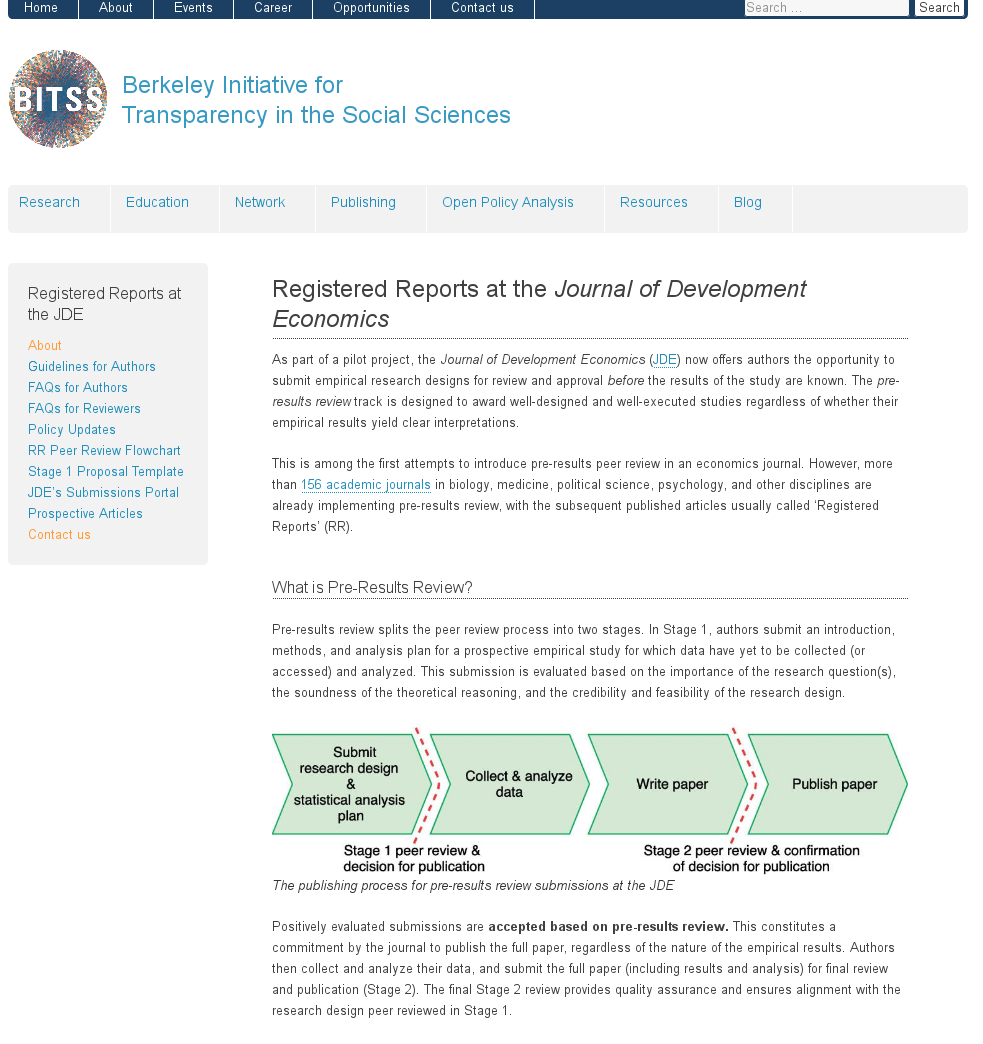 Home About Events Career Opportunities Contact us Search ... Search
BITSS
Berkeley Initiative for
Transparency in the Social Sciences
Research Education Network Publishing Open Policy Analysis Resources Blog
Registered Reports at
the JDE
About
Guidelines for Authors
FAQs for Authors
FAQs for Reviewers
Policy Updates
RR Peer Review Flowchart
Stage 1 Proposal Template
JDE's Submissions Portal
Prospective Articles
Contact us
Registered Reports at the Journal of Development
Economics
As part of a pilot project, the Journal of Development Economics (JDE) now offers authors the opportunity to
submit empirical research designs for review and approval before the results of the study are known. The pre-
results review track is designed to award well-designed and well-executed studies regardless of whether their
empirical results yield clear interpretations.
This is among the first attempts to introduce pre-results peer review in an economics journal. However, more
than 156 academic journals in biology, medicine, political science, psychology, and other disciplines are
already implementing pre-results review, with the subsequent published articles usually called ‘Registered
Reports’ (RR).
What is Pre-Results Review?
Pre-results review splits the peer review process into two stages. In Stage 1, authors submit an introduction,
methods, and analysis plan for a prospective empirical study for which data have yet to be collected (or
accessed) and analyzed. This submission is evaluated based on the importance of the research question(s),
the soundness of the theoretical reasoning, and the credibility and feasibility of the research design.
Submit
research design
&
statistical analysis
plan
Collect & analyze
data
Write paper
Publish paper
Stage 1 peer review &
decision for publication
Stage 2 peer review & confirmation
of decision for publication
The publishing process for pre-results review submissions at the JDE
Positively evaluated submissions are accepted based on pre-results review. This constitutes a
commitment by the journal to publish the full paper, regardless of the nature of the empirical results. Authors
then collect and analyze their data, and submit the full paper (including results and analysis) for final review
and publication (Stage 2). The final Stage 2 review provides quality assurance and ensures alignment with the
research design peer reviewed in Stage 1.